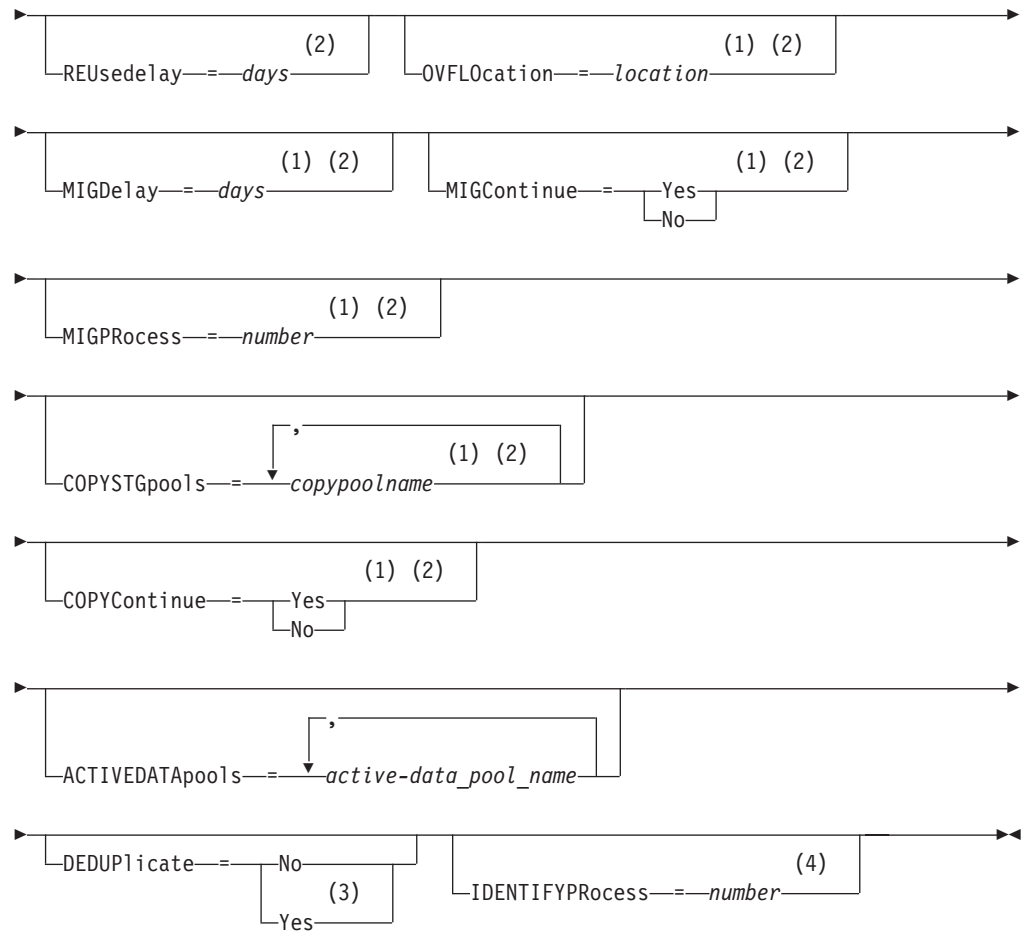 (2) (1) (2)
REUsedelay = days OVFLOcation = location
(1) (2) (1) (2)
MIGDelay = days MIGContinue = Yes
No
(1) (2)
MIGPRocess = number
,
(1) (2)
COPYSTGpools = copypoolname
(1) (2)
COPYContinue = Yes
No
,
ACTIVEDATApools = active-data_pool_name
DEDUPlicate = No (4)
(3) IDENTIFYPRocess = number
Yes